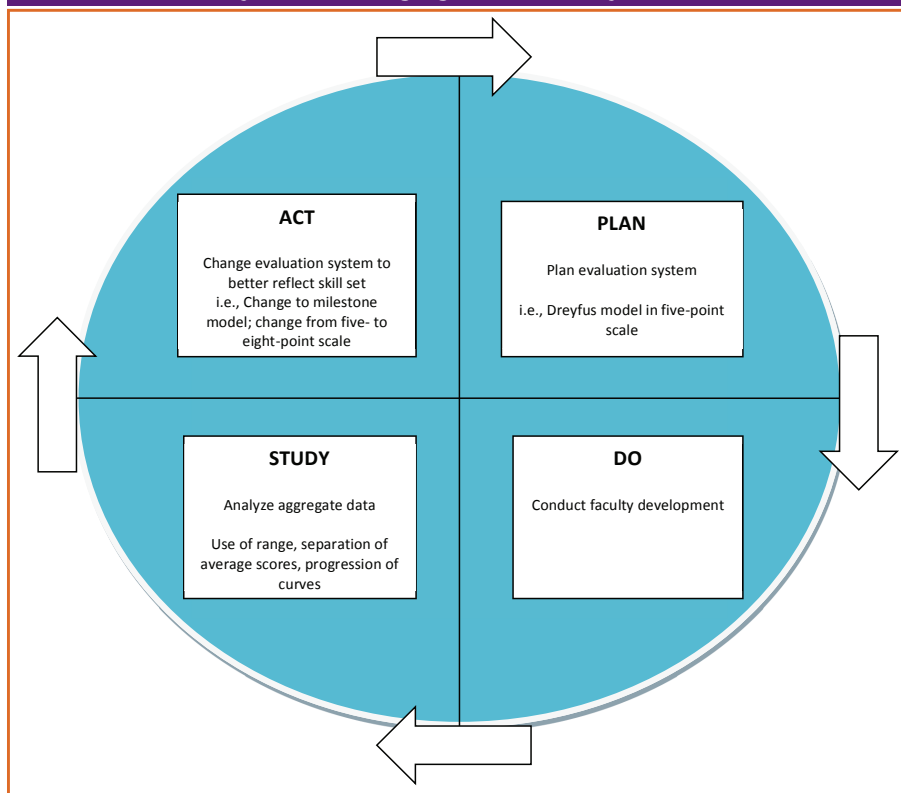 ACT
Change evaluation system to
better reflect skill set
i.e., Change to milestone
model; change from five- to
eight-point scale
PLAN
Plan evaluation system
i.e., Dreyfus model in five-point
scale
STUDY
Analyze aggregate data
Use of range, separation of
average scores, progression of
curves
DO
Conduct faculty development